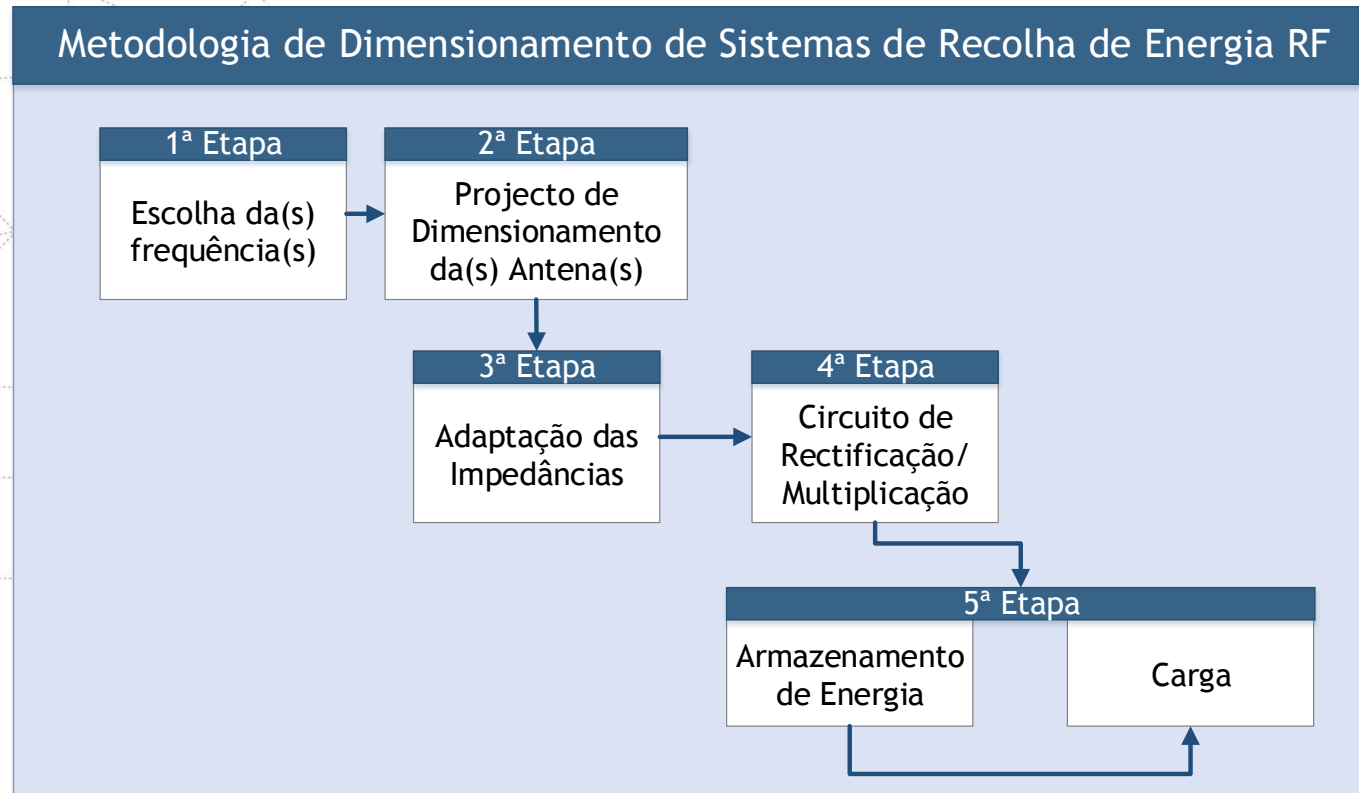 Metodologia de Dimensionamento de Sistemas de Recolha de Energia RF
1ª Etapa
Escolha da(s)
frequência(s)
2ª Etapa
Projecto de
Dimensionamento
da(s) Antena(s)
3ª Etapa
Adaptação das
Impedâncias
4ª Etapa
Circuito de
Rectificação/
Multiplicação
5ª Etapa
Armazenamento
de Energia
Carga